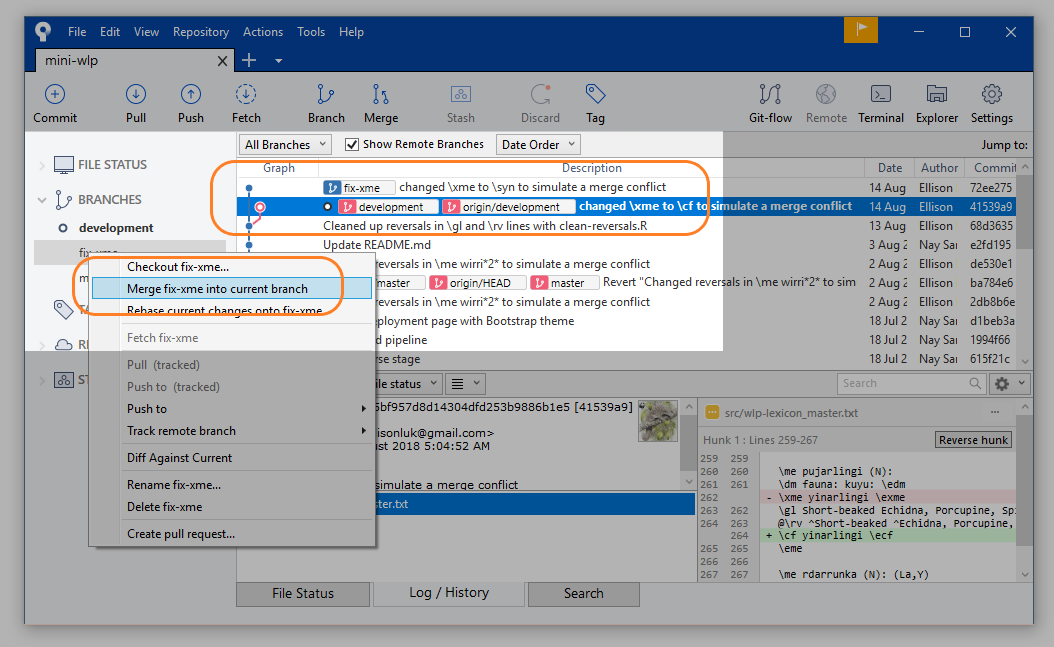 File Edit View Repository Actions Tools Help
mini-wlp
Commit Pull Push Fetch Branch Merge Stash Discard Tag Git-flow Remote Terminal Explorer Settings
All Branches Show Remote Branches Date Order Jump to:
Graph Description Date Author Commit
fix-xme changed \xme to \syn to simulate a merge conflict 14 Aug Ellison 72ee275
development origin/development changed \xme to \cf to simulate a merge conflict 14 Aug Ellison 41539a9
Cleaned up reversals in \gl and \rv lines with clean-reversals.R 13 Aug Ellison 68d3635
Update README.md 3 Aug 2 Nay Sa e2fd195
reversals in \me wirri*2* to simulate a merge conflict 2 Aug 2 Ellison de530e1
master origin/HEAD master Revert "Changed reversals in \me wirri*2* to sim 2 Aug 2 Ellison ba784e6
reversals in \me wirri*2* to simulate a merge conflict 2 Aug 2 Ellison 2db8b6e
eployment page with Bootstrap theme 18 Jul 2 Nay Sa d1beb3a
d pipeline 18 Jul 2 Nay Sa 1994f66
rse stage 18 Jul 2 Nay Sa 615f21c
FILE STATUS
BRANCHES
development
fix-xme
m
TA
RE
ST
Checkout fix-xme...
Merge fix-xme into current branch
Rebase current changes onto fix-xme
Fetch fix-xme
Pull (tracked)
Push to (tracked)
Push to
Track remote branch
Diff Against Current
Rename fix-xme...
Delete fix-xme
Create pull request...
ile status
Search
5bf957d8d14304dfd253b9886b1e5 [41539a9]
isonluk@gmail.com>
ust 2018 5:04:52 AM
simulate a merge conflict
ster.txt
src/wlp-lexicon_master.txt
Hunk 1 : Lines 259-267 Reverse hunk
259 259
260 260 \me pujarlingi (N):
261 261 \dm fauna: kuyu: \edm
262 - \xme yinarlingi \exme
263 262 \gl Short-beaked Echidna, Porcupine, Spi
264 263 @\rv ^Short-beaked ^Echidna, Porcupine,
264 + \cf yinarlingi \ecf
265 265 \eme
266 266
267 267 \me rdarrunka (N): (La,Y)
File Status Log / History Search